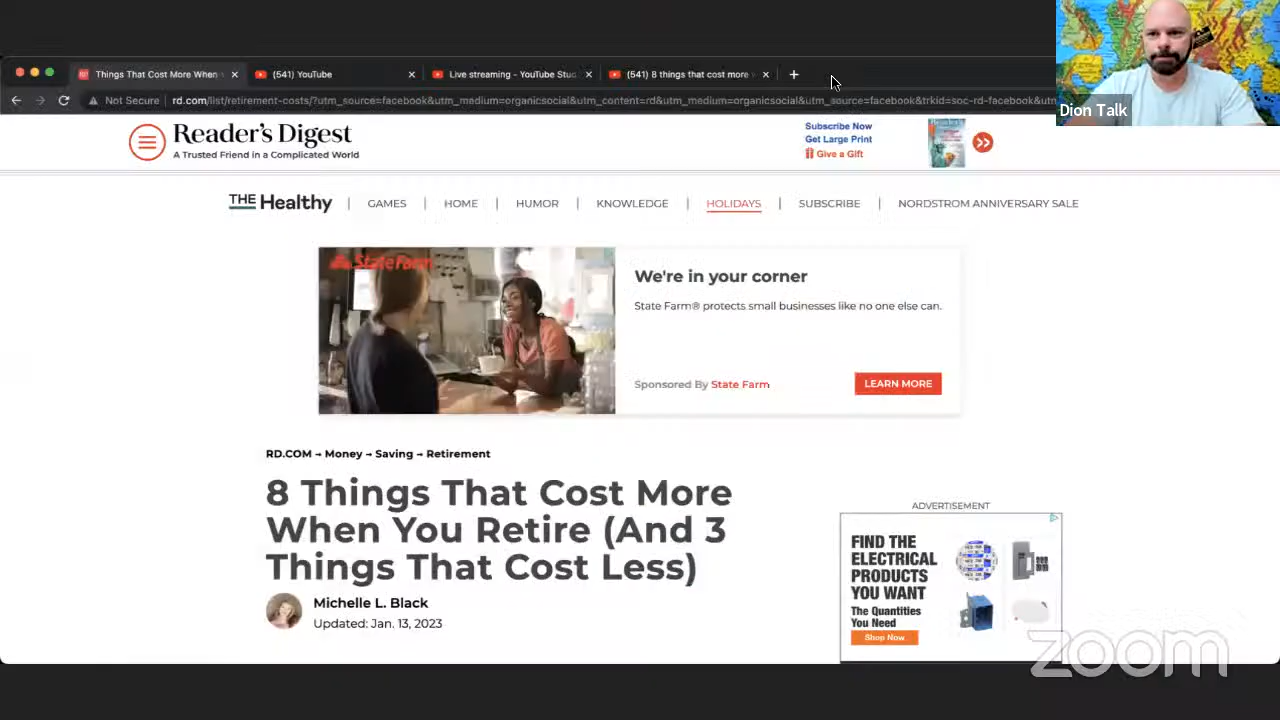 Things That Cost More When
(541) YouTube
Live streaming - YouTube Stud
(541) 8 things that cost more
Dion Talk
Not Secure
rd.com/list/retirement-costs/?utm_source=facebook&utm_medium=organicsocial&utm_content=rd&utm_medium=organicsocial&utm_source=facebook&trkid=soc-rd-facebook&utm
Reader's Digest
A Trusted Friend in a Complicated World
Subscribe Now
Get Large Print
Give a Gift
THE Healthy
GAMES
HOME
HUMOR
KNOWLEDGE
HOLIDAYS
SUBSCRIBE
NORDSTROM ANNIVERSARY SALE
StateFarm
We're in your corner
State Farm® protects small businesses like no one else can.
Sponsored By State Farm
LEARN MORE
RD.COM → Money → Saving → Retirement
8 Things That Cost More
When You Retire (And 3
Things That Cost Less)
Michelle L. Black
Updated: Jan. 13, 2023
ADVERTISEMENT
FIND THE
ELECTRICAL
PRODUCTS
YOU WANT
The Quantities
You Need
Shop Now
zoom